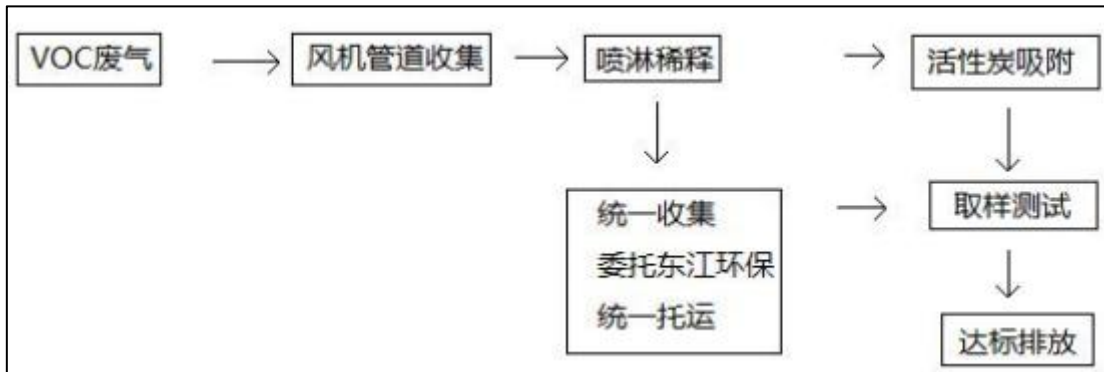 VOC废气
风机管道收集
喷淋稀释
活性炭吸附
统一收集
委托东江环保
统一托运
取样测试
达标排放